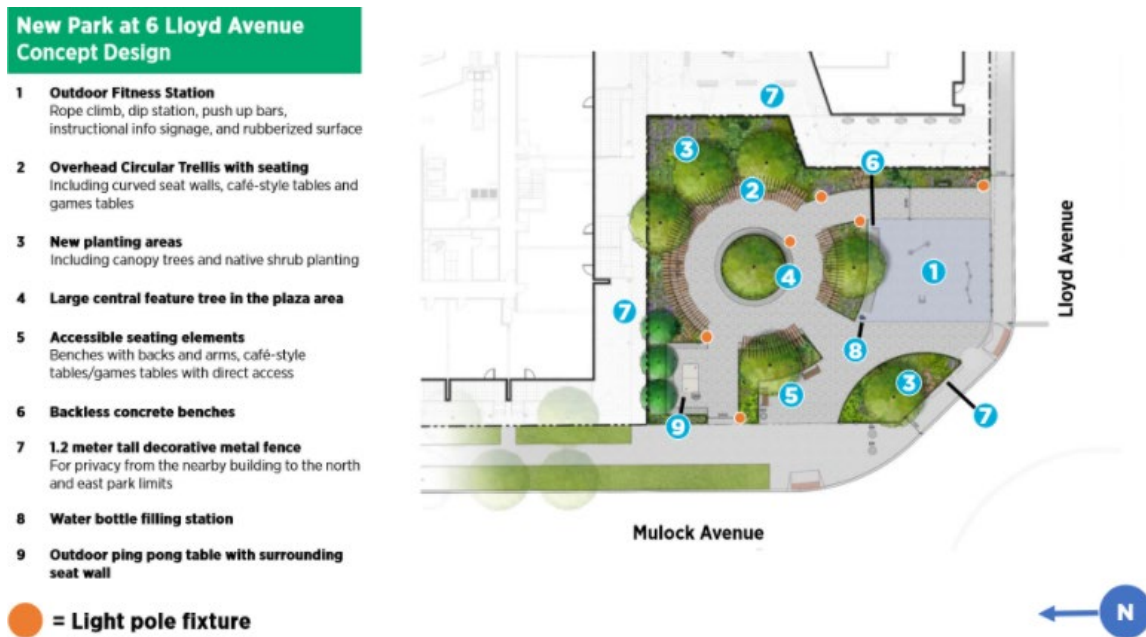 New Park at 6 Lloyd Avenue
Concept Design
1 Outdoor Fitness Station
Rope climb, dip station, push up bars,
instructional info signage, and rubberized surface
2 Overhead Circular Trellis with seating
Including curved seat walls, café-style tables and
games tables
3 New planting areas
Including canopy trees and native shrub planting
4 Large central feature tree in the plaza area
5 Accessible seating elements
Benches with backs and arms, café-style
tables/games tables with direct access
6 Backless concrete benches
7 1.2 meter tall decorative metal fence
For privacy from the nearby building to the north
and east park limits
8 Water bottle filling station
9 Outdoor ping pong table with surrounding
seat wall
= Light pole fixture
7
3
6
2
1
4
7
8
3
5
7
9
Lloyd Avenue
Mulock Avenue
N